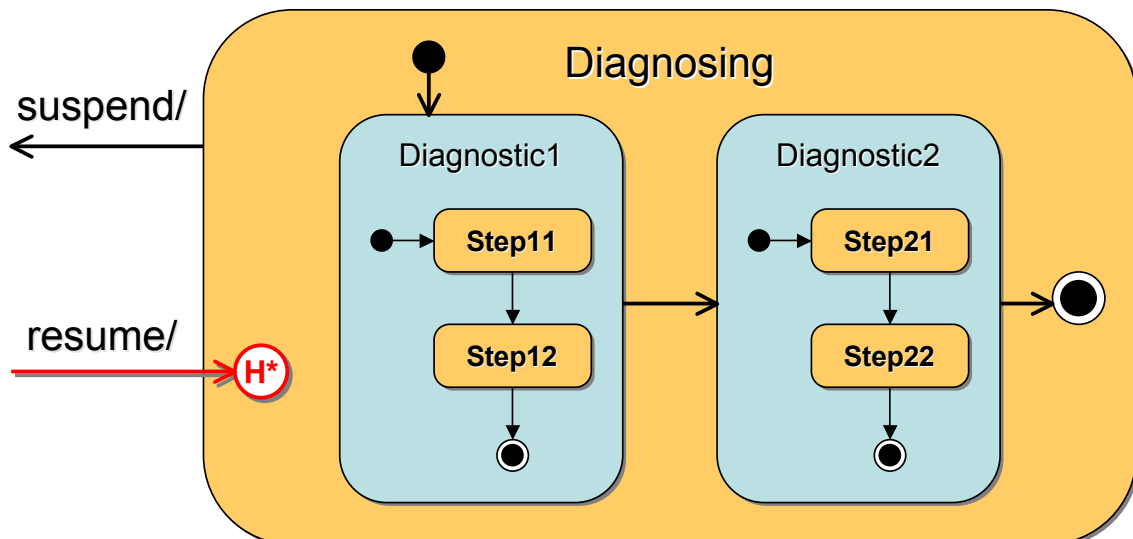 Diagnosing
suspend/
Diagnostic1
Diagnostic2
Step11
Step21
resume/
Step12
Step22
H*